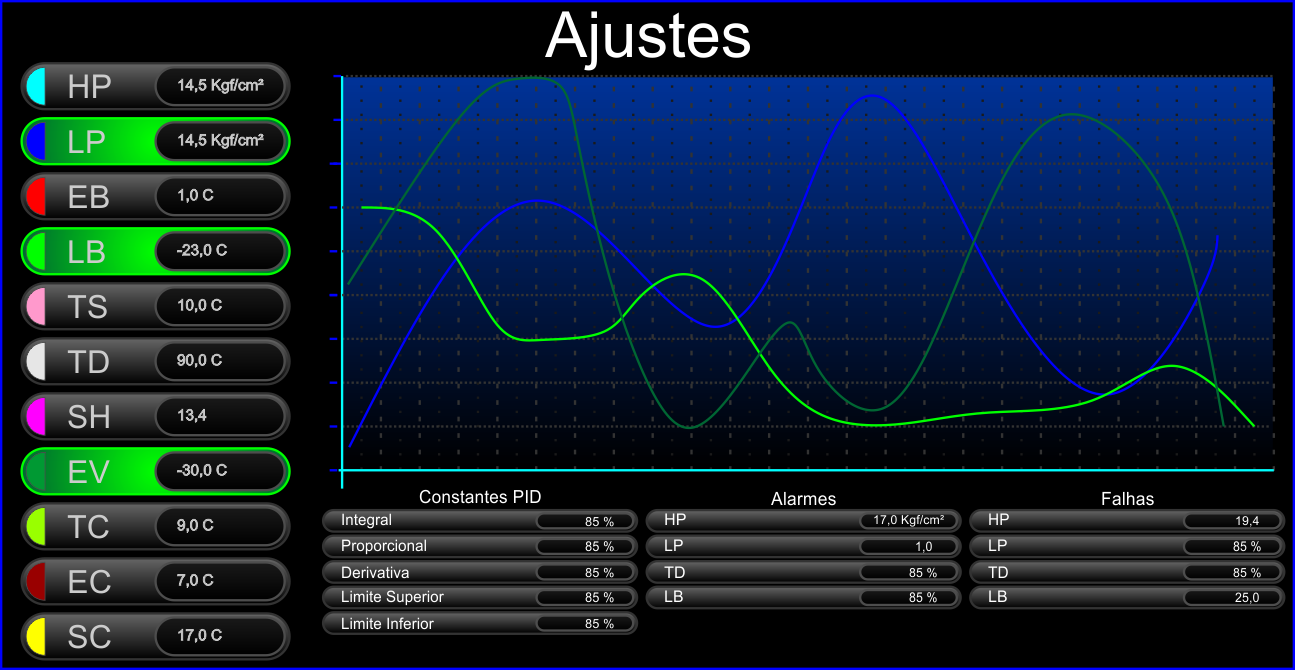 Ajustes
HP 14,5 Kgf/cm²
LP 14,5 Kgf/cm²
EB 1,0 C
LB -23,0 C
TS 10,0 C
TD 90,0 C
SH 13,4
EV -30,0 C
TC 9,0 C
EC 7,0 C
SC 17,0 C
Constantes PID
Integral 85 %
Proporcional 85 %
Derivativa 85 %
Limite Superior 85 %
Limite Inferior 85 %
Alarmes
HP 17,0 Kgf/cm²
LP 1,0
TD 85 %
LB 85 %
Falhas
HP 19,4
LP 85 %
TD 85 %
LB 25,0